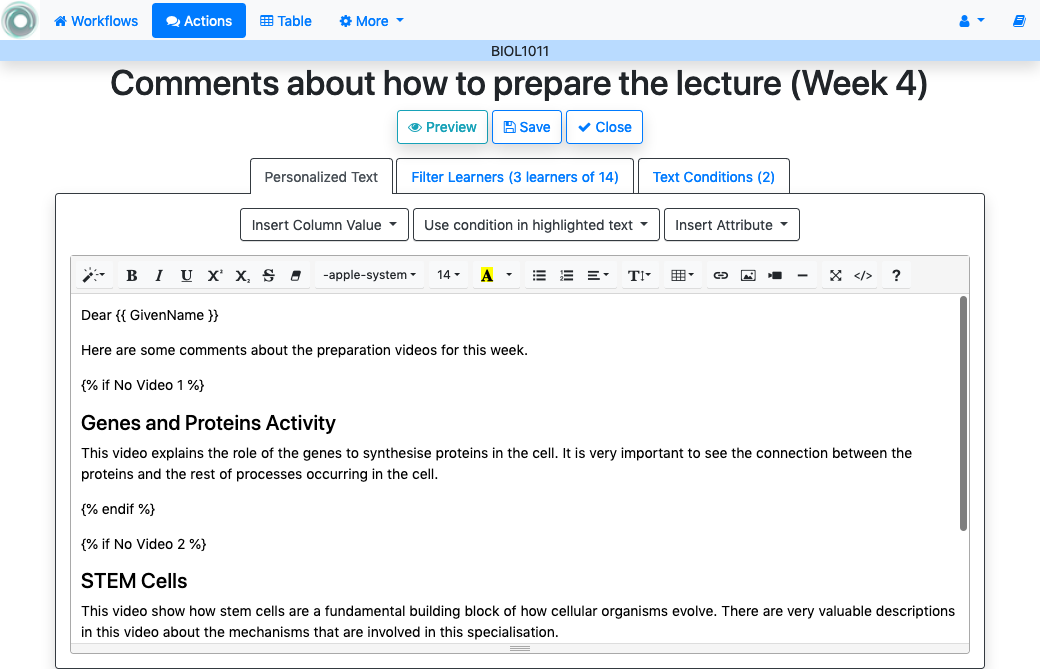 Workflows Actions Table More
BIOL1011
Comments about how to prepare the lecture (Week 4)
Preview Save Close
Personalized Text Filter Learners (3 learners of 14) Text Conditions (2)
Insert Column Value Use condition in highlighted text Insert Attribute
B I U X² X₂ S -apple-system 14 A T </> ?
Dear {{ GivenName }}
Here are some comments about the preparation videos for this week.
{% if No Video 1 %}
Genes and Proteins Activity
This video explains the role of the genes to synthesise proteins in the cell. It is very important to see the connection between the
proteins and the rest of processes occurring in the cell.
{% endif %}
{% if No Video 2 %}
STEM Cells
This video show how stem cells are a fundamental building block of how cellular organisms evolve. There are very valuable descriptions
in this video about the mechanisms that are involved in this specialisation.